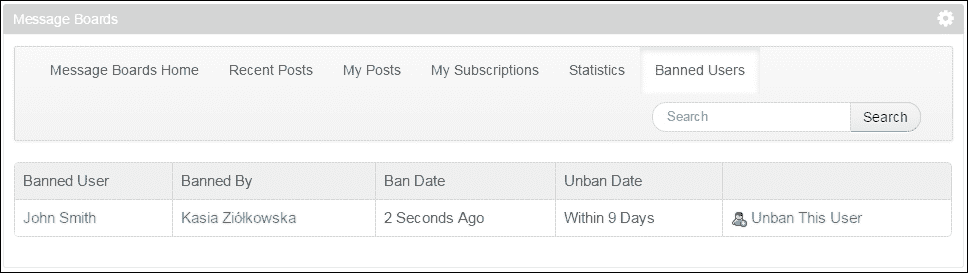 Message Boards
Message Boards Home Recent Posts My Posts My Subscriptions Statistics Banned Users
Search Search
Banned User Banned By Ban Date Unban Date
John Smith Kasia Ziółkowska 2 Seconds Ago Within 9 Days Unban This User